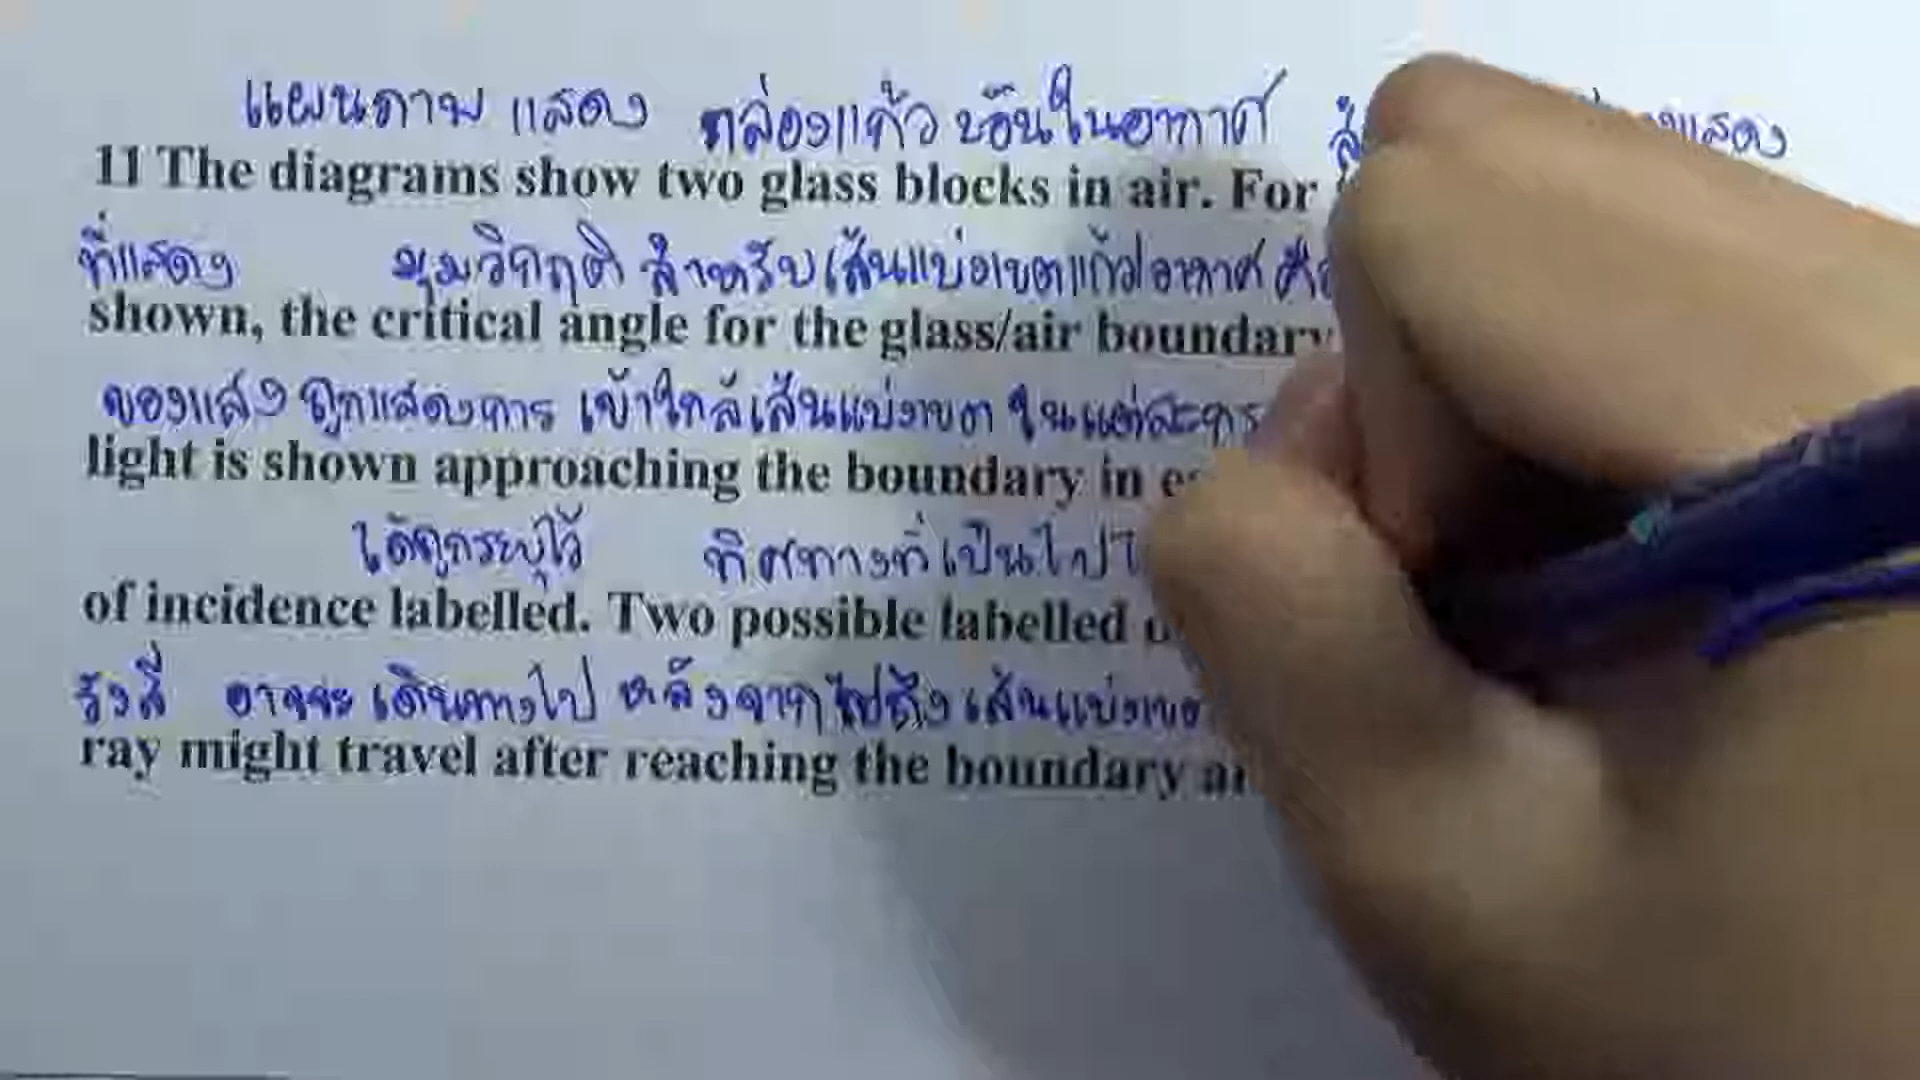 แผนภาพ แสดง กล่องแก้ว บล็อกในอากาศ
11 The diagrams show two glass blocks in air. For
ที่แสดง มุมวิกฤติ สำหรับเส้นแบ่งเขตแก้ว/อากาศ คือ
shown, the critical angle for the glass/air boundary
ของแสง ถูกแสดงการ เข้าใกล้เส้นแบ่งเขต ในแต่ละ
light is shown approaching the boundary in
ได้ถูกระบุไว้ ทิศทางที่เป็นไป
of incidence labelled. Two possible labelled
รังสี อาจจะ เดินทางไป หลังจากไปถึง เส้นแบ่งเขต
ray might travel after reaching the boundary